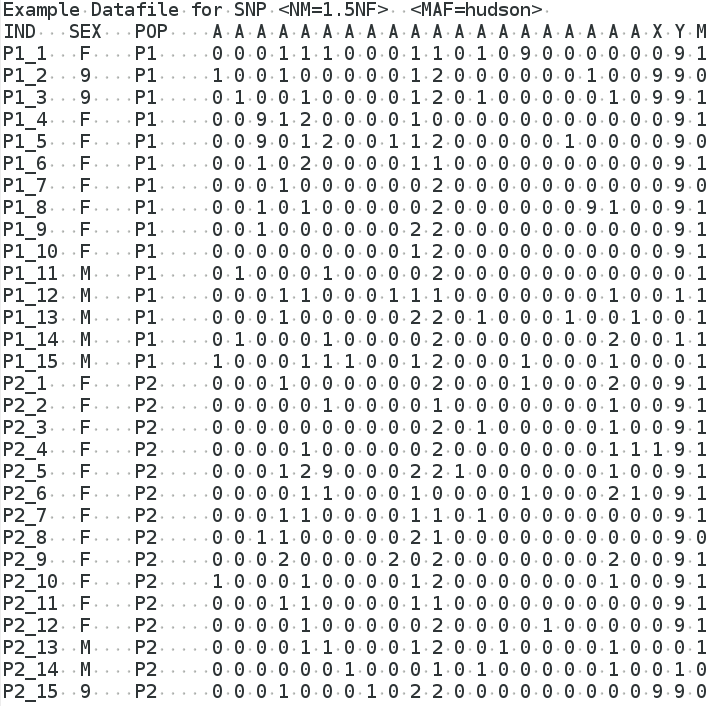 Example Datafile for SNP <NM=1.5NF> <MAF=hudson>
IND SEX POP A A A A A A A A A A A A A A A A A A A A X Y M
P1_1 F P1 0 0 0 1 1 1 0 0 0 1 1 0 1 0 9 0 0 0 0 0 0 9 1
P1_2 9 P1 1 0 0 1 0 0 0 0 0 1 2 0 0 0 0 0 0 1 0 0 9 9 0
P1_3 9 P1 0 1 0 0 1 0 0 0 0 1 2 0 1 0 0 0 0 0 1 0 9 9 1
P1_4 F P1 0 0 9 1 2 0 0 0 0 1 0 0 0 0 0 0 0 0 0 0 0 9 1
P1_5 F P1 0 0 9 0 1 2 0 0 1 1 2 0 0 0 0 0 1 0 0 0 0 9 0
P1_6 F P1 0 0 1 0 2 0 0 0 0 1 1 0 0 0 0 0 0 0 0 0 0 9 1
P1_7 F P1 0 0 0 1 0 0 0 0 0 0 2 0 0 0 0 0 0 0 0 0 0 9 0
P1_8 F P1 0 0 1 0 1 0 0 0 0 0 2 0 0 0 0 0 0 9 1 0 0 9 1
P1_9 F P1 0 0 1 0 0 0 0 0 0 2 2 0 0 0 0 0 0 0 0 0 0 9 1
P1_10 F P1 0 0 0 0 0 0 0 0 0 1 2 0 0 0 0 0 0 0 0 0 0 9 1
P1_11 M P1 0 1 0 0 0 1 0 0 0 0 2 0 0 0 0 0 0 0 0 0 0 0 1
P1_12 M P1 0 0 0 1 1 0 0 0 1 1 1 0 0 0 0 0 0 0 1 0 0 1 1
P1_13 M P1 0 0 0 1 0 0 0 0 0 2 2 0 1 0 0 0 1 0 0 1 0 0 1
P1_14 M P1 0 1 0 0 0 1 0 0 0 0 2 0 0 0 0 0 0 0 2 0 0 1 1
P1_15 M P1 1 0 0 0 1 1 1 0 0 1 2 0 0 0 1 0 0 0 1 0 0 0 1
P2_1 F P2 0 0 0 1 0 0 0 0 0 0 2 0 0 0 1 0 0 0 2 0 0 9 1
P2_2 F P2 0 0 0 0 0 1 0 0 0 0 1 0 0 0 0 0 0 0 1 0 0 9 1
P2_3 F P2 0 0 0 0 0 0 0 0 0 0 2 0 1 0 0 0 0 0 1 0 0 9 1
P2_4 F P2 0 0 0 0 1 0 0 0 0 0 2 0 0 0 0 0 0 0 1 1 1 9 1
P2_5 F P2 0 0 0 1 2 9 0 0 0 2 2 1 0 0 0 0 0 0 1 0 0 9 1
P2_6 F P2 0 0 0 0 1 1 0 0 0 1 0 0 0 0 1 0 0 0 2 1 0 9 1
P2_7 F P2 0 0 0 1 1 0 0 0 0 1 1 0 1 0 0 0 0 0 0 0 0 9 1
P2_8 F P2 0 0 1 1 0 0 0 0 0 2 1 0 0 0 0 0 0 0 0 0 0 9 0
P2_9 F P2 0 0 0 2 0 0 0 0 2 0 2 0 0 0 0 0 0 0 2 0 0 9 1
P2_10 F P2 1 0 0 0 1 0 0 0 0 1 2 0 0 0 0 0 0 0 1 0 0 9 1
P2_11 F P2 0 0 0 1 1 0 0 0 0 1 1 0 0 0 0 0 0 0 0 0 0 9 1
P2_12 F P2 0 0 0 0 1 0 0 0 0 0 2 0 0 0 0 1 0 0 0 0 0 9 1
P2_13 M P2 0 0 0 0 1 1 0 0 0 1 2 0 0 1 0 0 0 0 1 0 0 0 1
P2_14 M P2 0 0 0 0 0 0 1 0 0 0 1 0 1 0 0 0 0 0 1 0 0 1 0
P2_15 9 P2 0 0 0 1 0 0 0 1 0 2 2 0 0 0 0 0 0 0 0 0 9 9 0